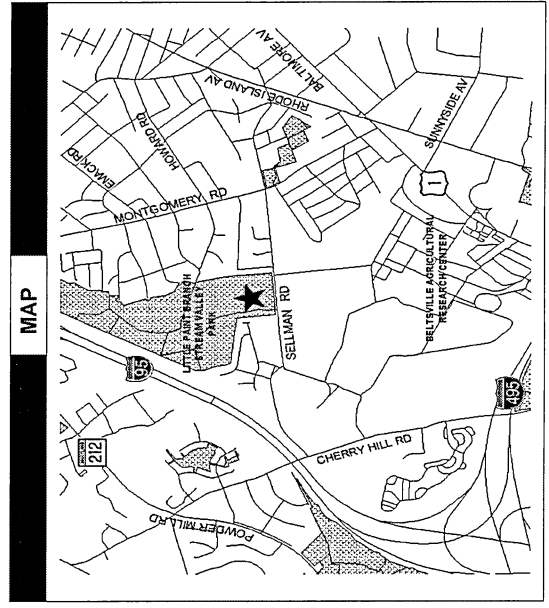 MAP
BALTIMORE AV
RHODE ISLAND AV
HOWARD RD
EMACK RD
MONTGOMERY RD
SUNNYSIDE AV
1
LITTLE PAINT BRANCH
STREAM VALLEY
PARK
SELLMAN RD
BELTSVILLE AGRICULTURAL
RESEARCH CENTER
95
212
POWDER MILL RD
CHERRY HILL RD
495